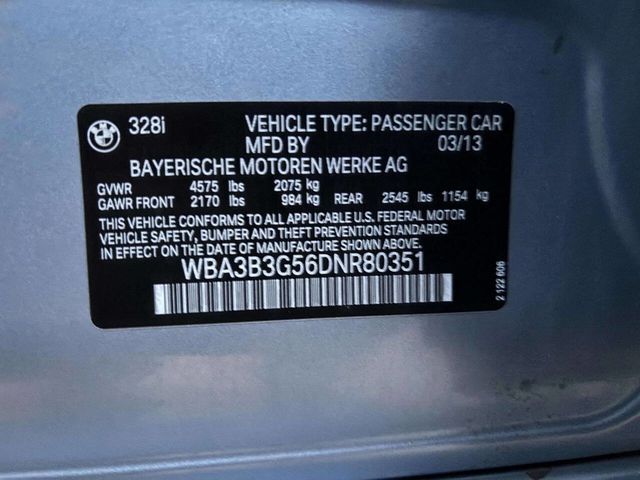 BMW 328i VEHICLE TYPE: PASSENGER CAR
MFD BY 03/13
BAYERISCHE MOTOREN WERKE AG
GVWR 4575 lbs 2075 kg
GAWR FRONT 2170 lbs 984 kg REAR 2545 lbs 1154 kg
THIS VEHICLE CONFORMS TO ALL APPLICABLE U.S. FEDERAL MOTOR
VEHICLE SAFETY, BUMPER AND THEFT PREVENTION STANDARDS
IN EFFECT ON THE DATE OF MANUFACTURE SHOWN ABOVE.
WBA3B3G56DNR80351
2 122 606